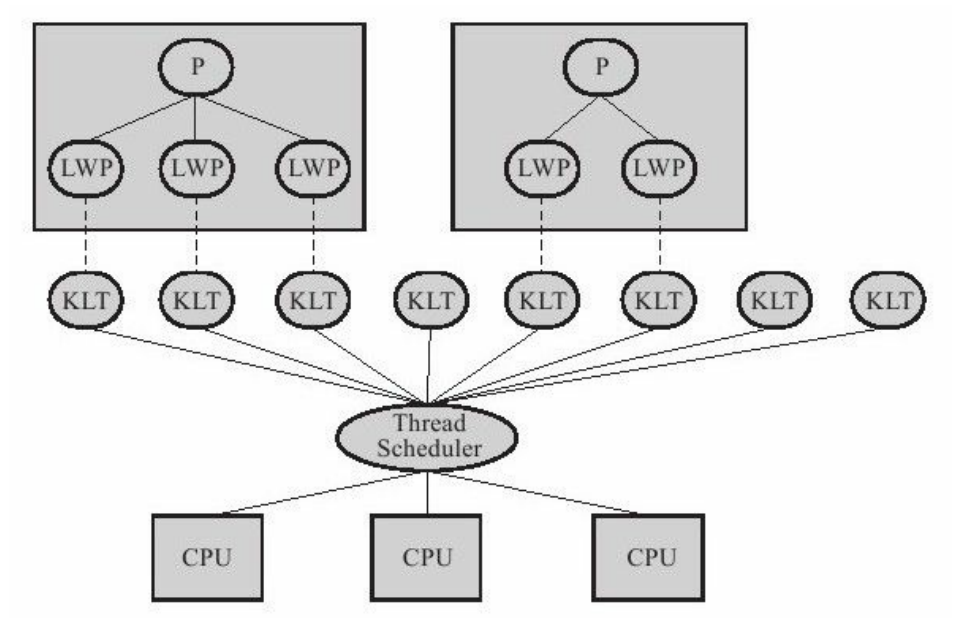 P P
LWP LWP LWP LWP LWP
KLT KLT KLT KLT KLT KLT KLT KLT
Thread
Scheduler
CPU CPU CPU